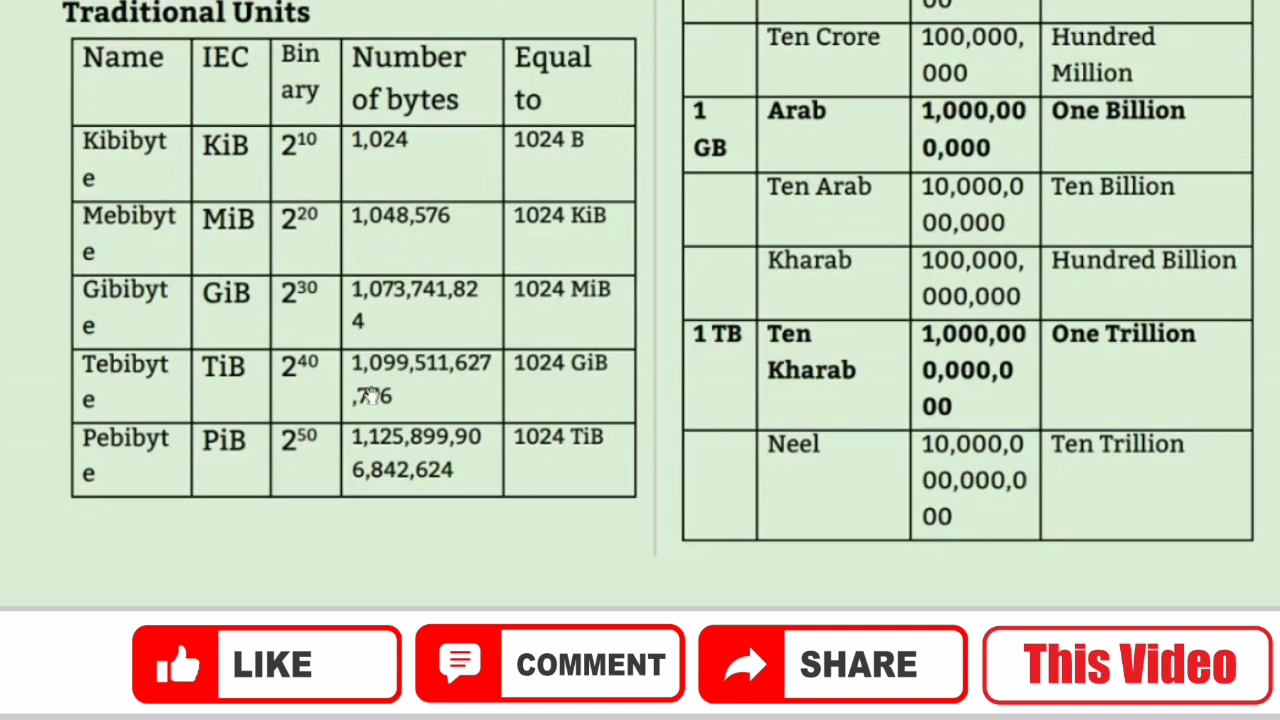 Traditional Units
Name IEC Bin Number Equal
ary of bytes to
Kibibyt KiB 2¹⁰ 1,024 1024 B
e
Mebibyt MiB 2²⁰ 1,048,576 1024 KiB
e
Gibibyt GiB 2³⁰ 1,073,741,82 1024 MiB
e 4
Tebibyt TiB 2⁴⁰ 1,099,511,627 1024 GiB
e
Pebibyt PiB 2⁵⁰ 1,125,899,90 1024 TiB
e 6,842,624
00
Ten Crore 100,000, Hundred
000 Million
1 Arab 1,000,00 One Billion
GB 0,000
Ten Arab 10,000,0 Ten Billion
00,000
Kharab 100,000, Hundred Billion
000,000
1 TB Ten 1,000,00 One Trillion
Kharab 0,000,0
00
Neel 10,000,0 Ten Trillion
00,000,0
00
LIKE COMMENT SHARE This Video